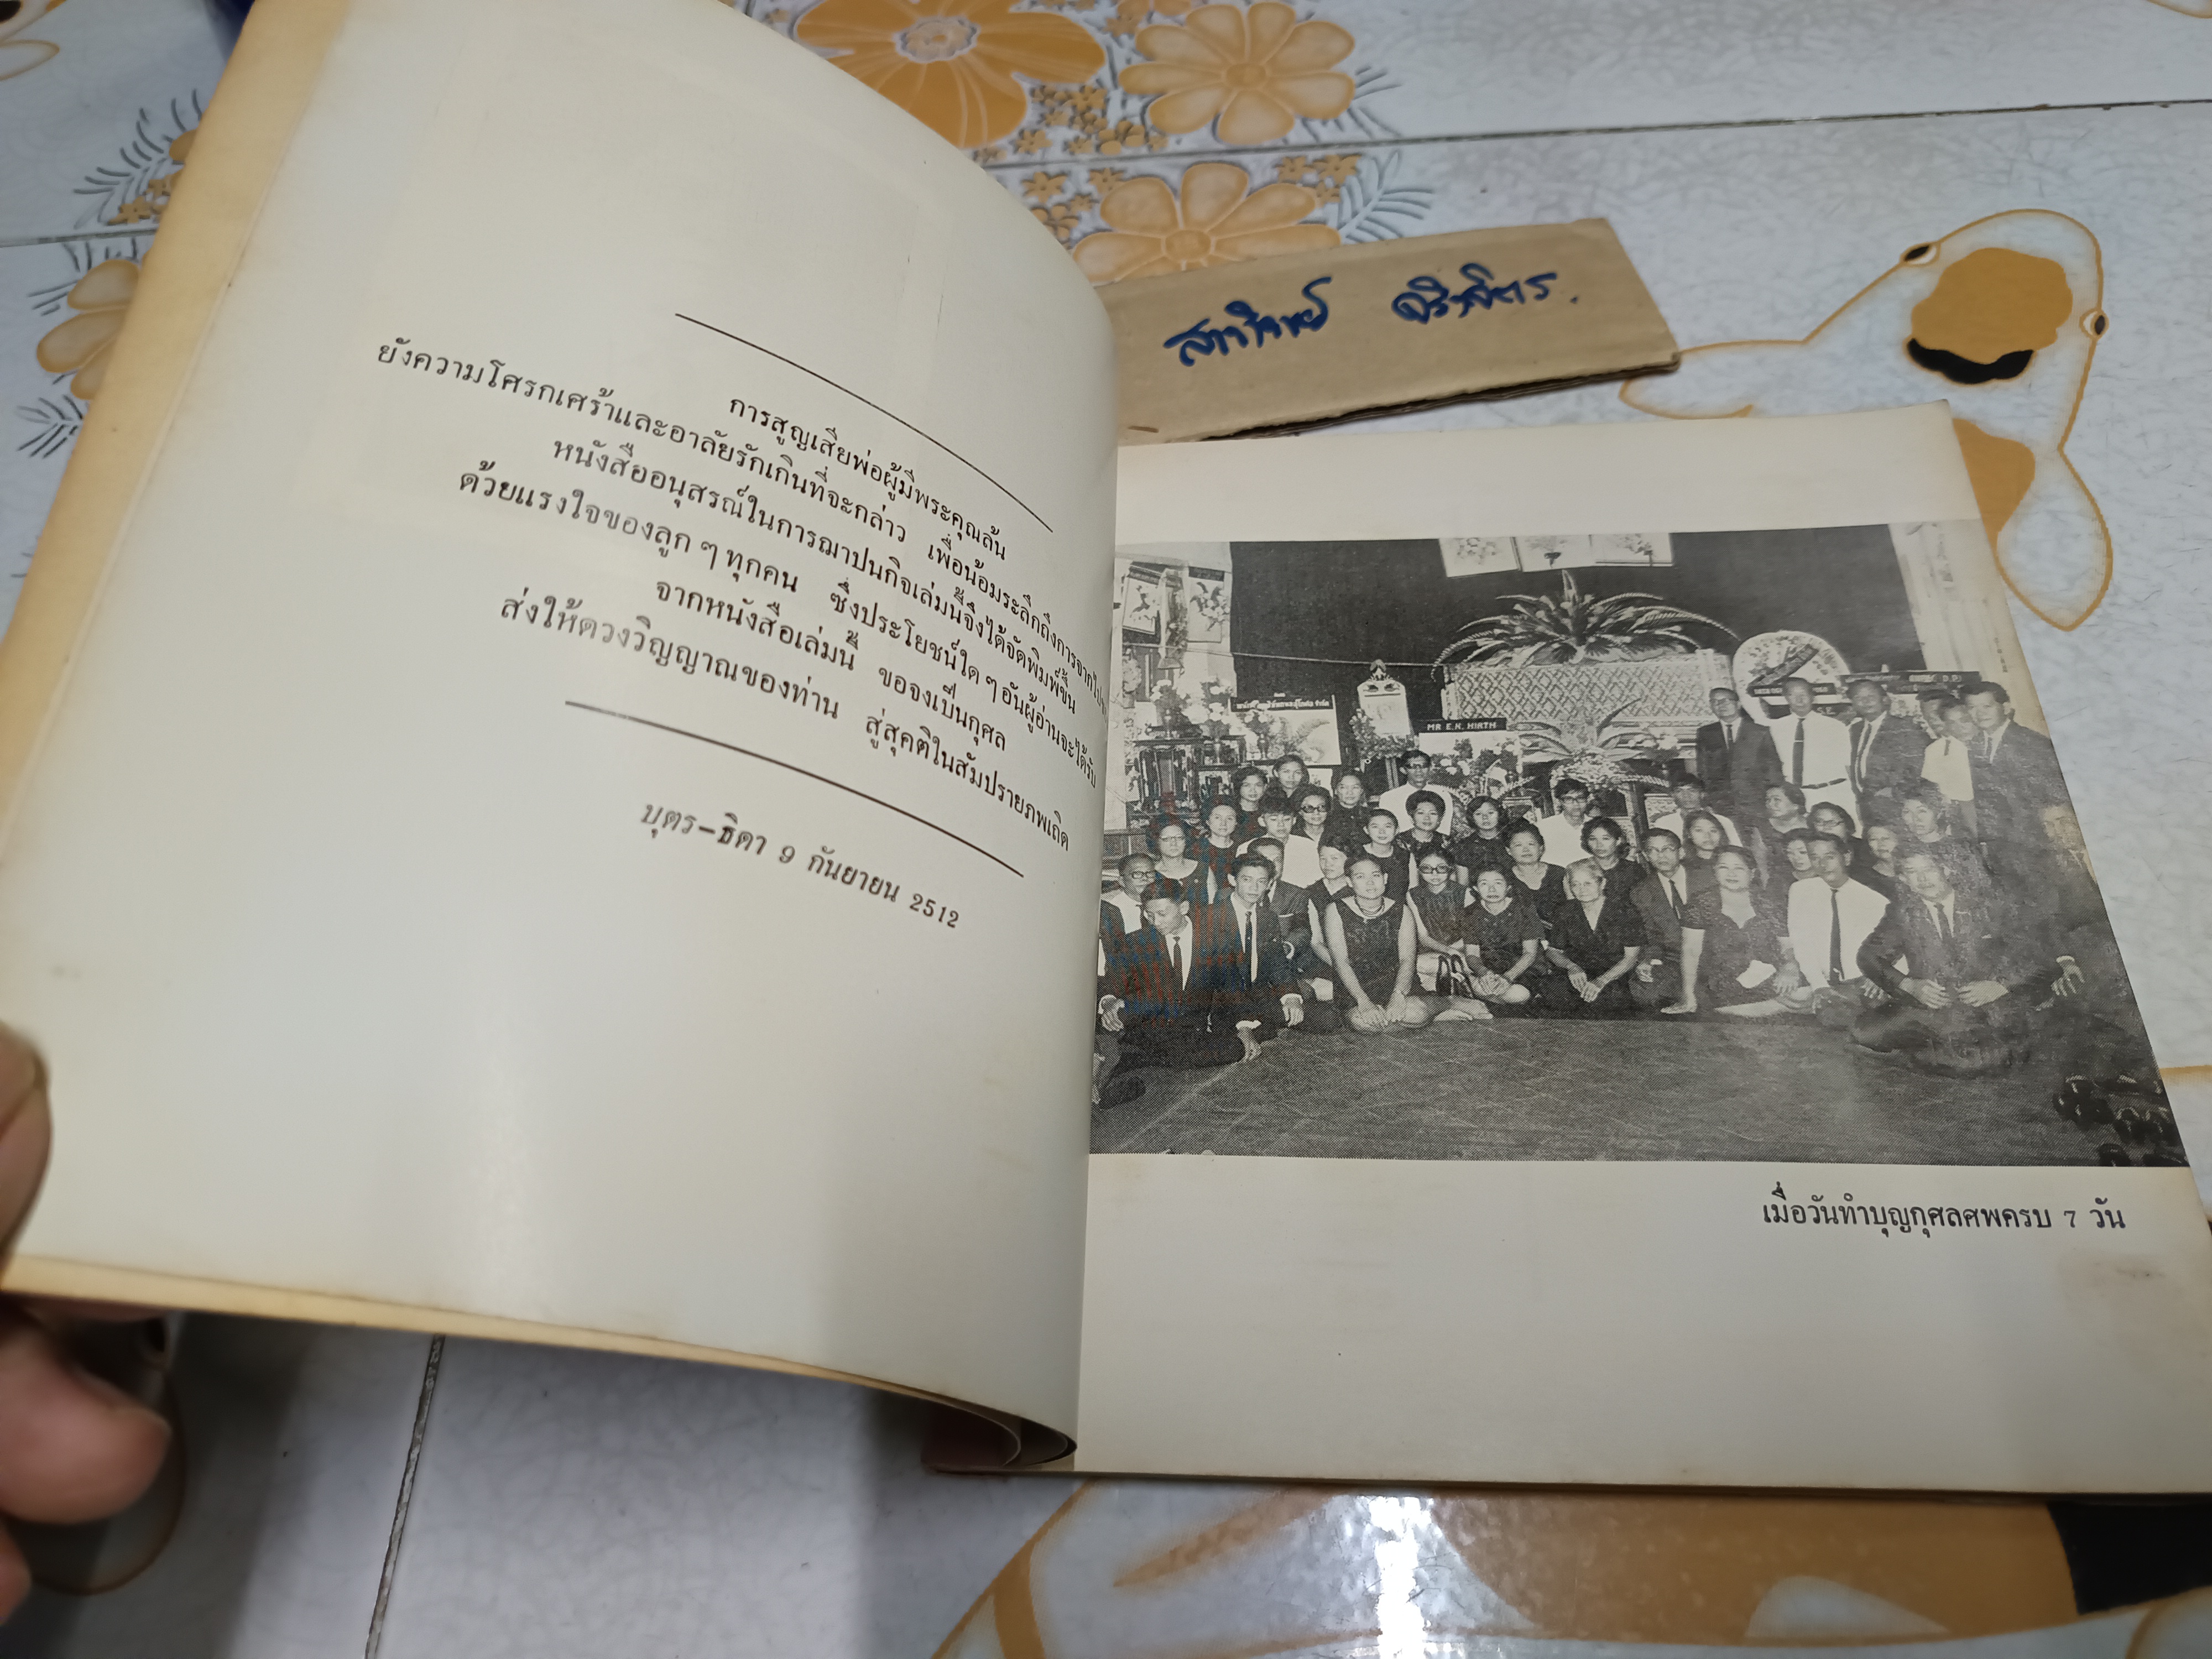 การสูญเสียพ่อผู้มีพระคุณล้น
ยังความโศรกเศร้าและอาลัยรักเกินที่จะกล่าว เพื่อน้อมระลึกถึงการจากไป
หนังสืออนุสรณ์ในการฌาปนกิจเล่มนี้จึงได้จัดพิมพ์ขึ้น
ด้วยแรงใจของลูก ๆ ทุกคน ซึ่งประโยชน์ใด ๆ อันผู้อ่านจะได้รับ
จากหนังสือเล่มนี้ ขอจงเป็นกุศล
ส่งให้ดวงวิญญาณของท่าน สู่สุคติในสัมปรายภพเถิด
บุตร-ธิดา 9 กันยายน 2512
MR E.K. HIRTH
เมื่อวันทำบุญกุศลศพครบ 7 วัน